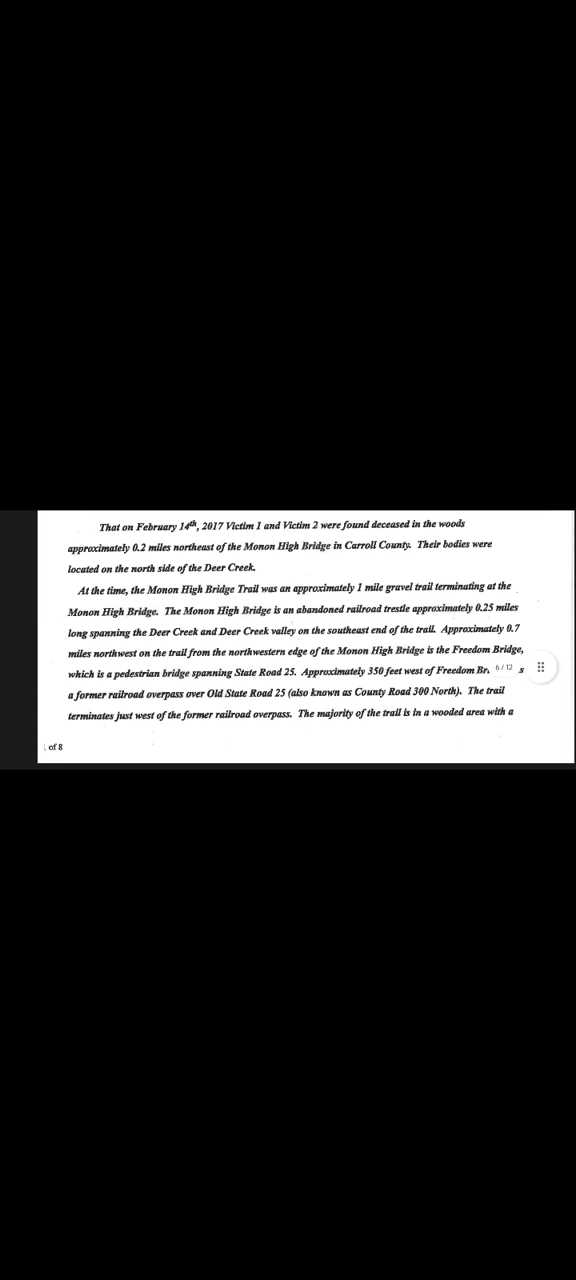 That on February 14th, 2017 Victim 1 and Victim 2 were found deceased in the woods
approximately 0.2 miles northeast of the Monon High Bridge in Carroll County. Their bodies were
located on the north side of the Deer Creek.
At the time, the Monon High Bridge Trail was an approximately 1 mile gravel trail terminating at the
Monon High Bridge. The Monon High Bridge is an abandoned railroad trestle approximately 0.25 miles
long spanning the Deer Creek and Deer Creek valley on the southeast end of the trail. Approximately 0.7
miles northwest on the trail from the northwestern edge of the Monon High Bridge is the Freedom Bridge,
which is a pedestrian bridge spanning State Road 25. Approximately 350 feet west of Freedom Br s
6 / 12
a former railroad overpass over Old State Road 25 (also known as County Road 300 North). The trail
terminates just west of the former railroad overpass. The majority of the trail is in a wooded area with a
of 8